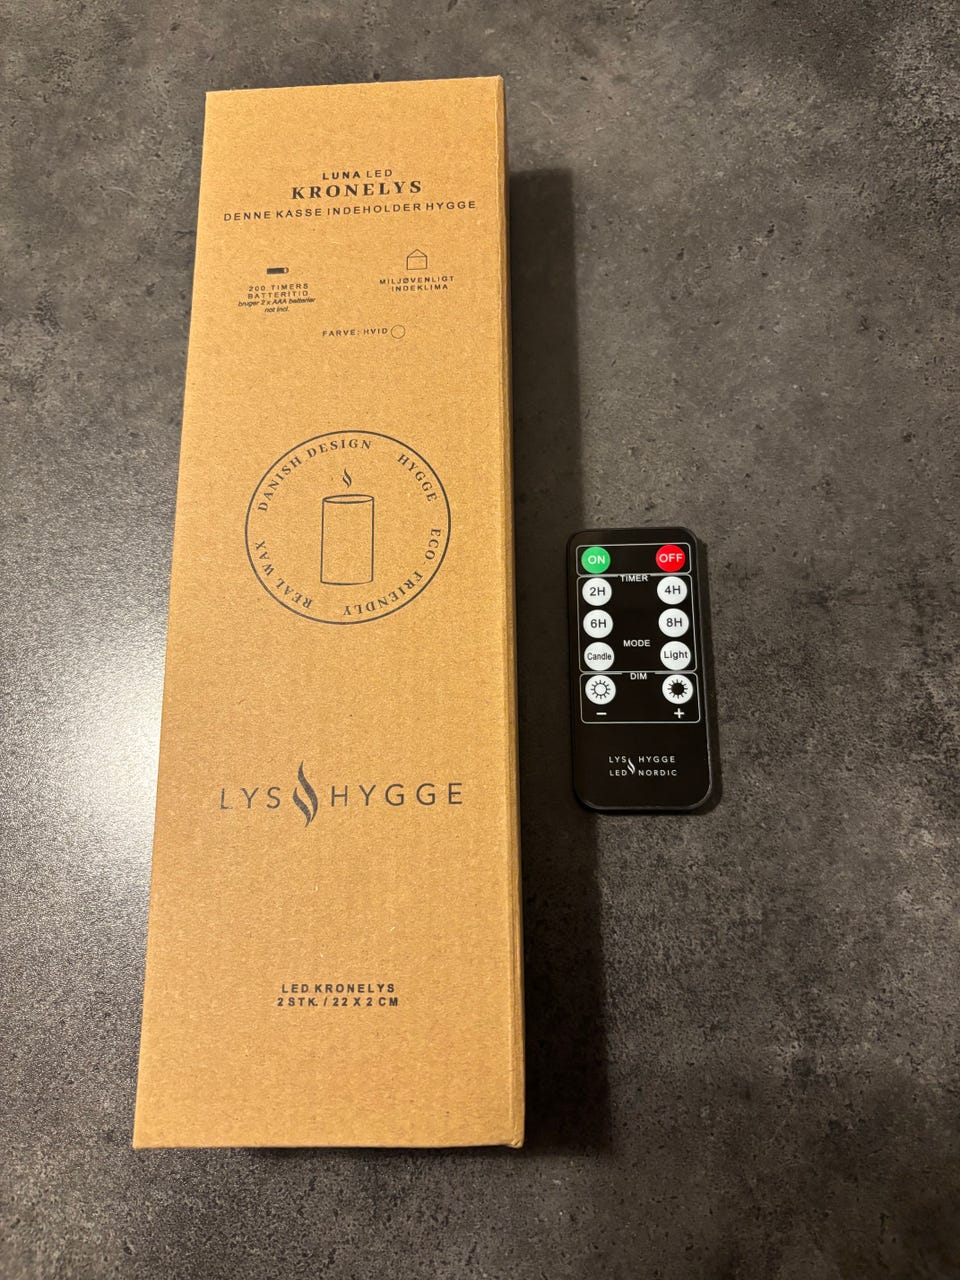 LUNA LED
KRONELYS
DENNE KASSE INDEHOLDER HYGGE
200 TIMERS
BATTERITID
bruger 2 x AAA batterier
not incl.
MILJØVENLIGT
INDEKLIMA
FARVE: HVID
DANISH DESIGN HYGGE ECO-FRIENDLY REAL WAX
LYS HYGGE
LED KRONELYS
2 STK. / 22 X 2 CM
ON OFF
TIMER
2H 4H
6H 8H
MODE
Candle Light
DIM
- +
LYS HYGGE
LED NORDIC